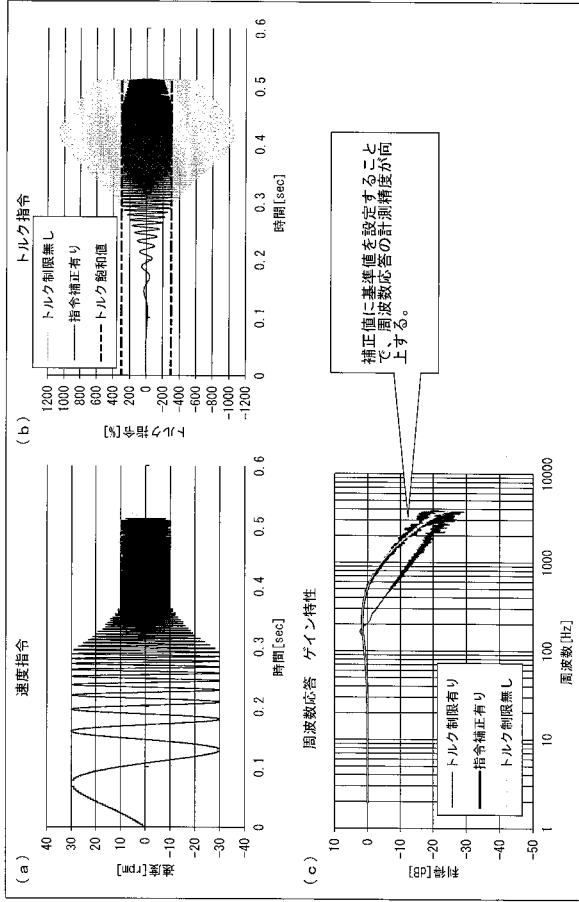 (a)
速度指令
速度[rpm]
40
30
20
10
0
-10
-20
-30
-40
0
0.1
0.2
0.3
0.4
0.5
0.6
時間[sec]
(b)
トルク指令
トルク指令[%]
1200
1000
800
600
400
200
0
-200
-400
-600
-800
-1000
-1200
トルク制限無し
指令補正有り
トルク飽和値
0
0.1
0.2
0.3
0.4
0.5
0.6
時間[sec]
(c)
周波数応答 ゲイン特性
利得[dB]
10
0
-10
-20
-30
-40
-50
トルク制限有り
指令補正有り
トルク制限無し
1
10
100
1000
10000
周波数[Hz]
補正値に基準値を設定すること
で、周波数応答の計測精度が向
上する。